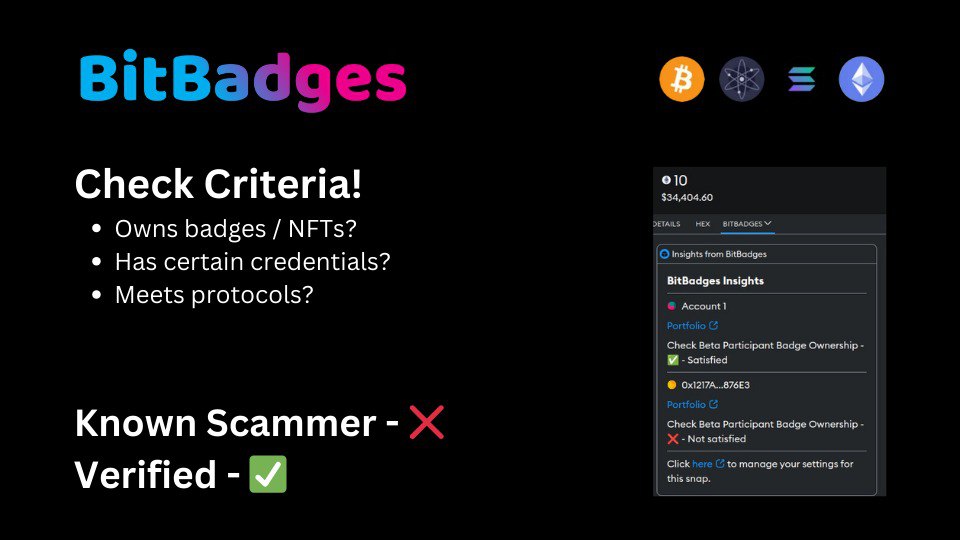 BitBadges
Check Criteria!
• Owns badges / NFTs?
• Has certain credentials?
• Meets protocols?
Known Scammer - ❌
Verified - ✅
10
$34,404.60
DETAILS HEX BITBADGES
Insights from BitBadges
BitBadges Insights
Account 1
Portfolio
Check Beta Participant Badge Ownership -
✅ - Satisfied
0x1217A...876E3
Portfolio
Check Beta Participant Badge Ownership -
❌ - Not satisfied
Click here to manage your settings for
this snap.